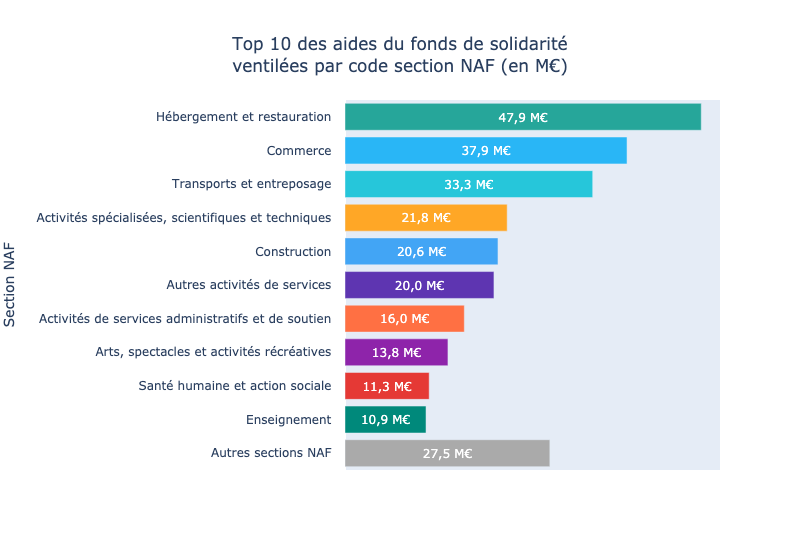 Top 10 des aides du fonds de solidarité
ventilées par code section NAF (en M€)
Section NAF
Hébergement et restauration 47,9 M€
Commerce 37,9 M€
Transports et entreposage 33,3 M€
Activités spécialisées, scientifiques et techniques 21,8 M€
Construction 20,6 M€
Autres activités de services 20,0 M€
Activités de services administratifs et de soutien 16,0 M€
Arts, spectacles et activités récréatives 13,8 M€
Santé humaine et action sociale 11,3 M€
Enseignement 10,9 M€
Autres sections NAF 27,5 M€